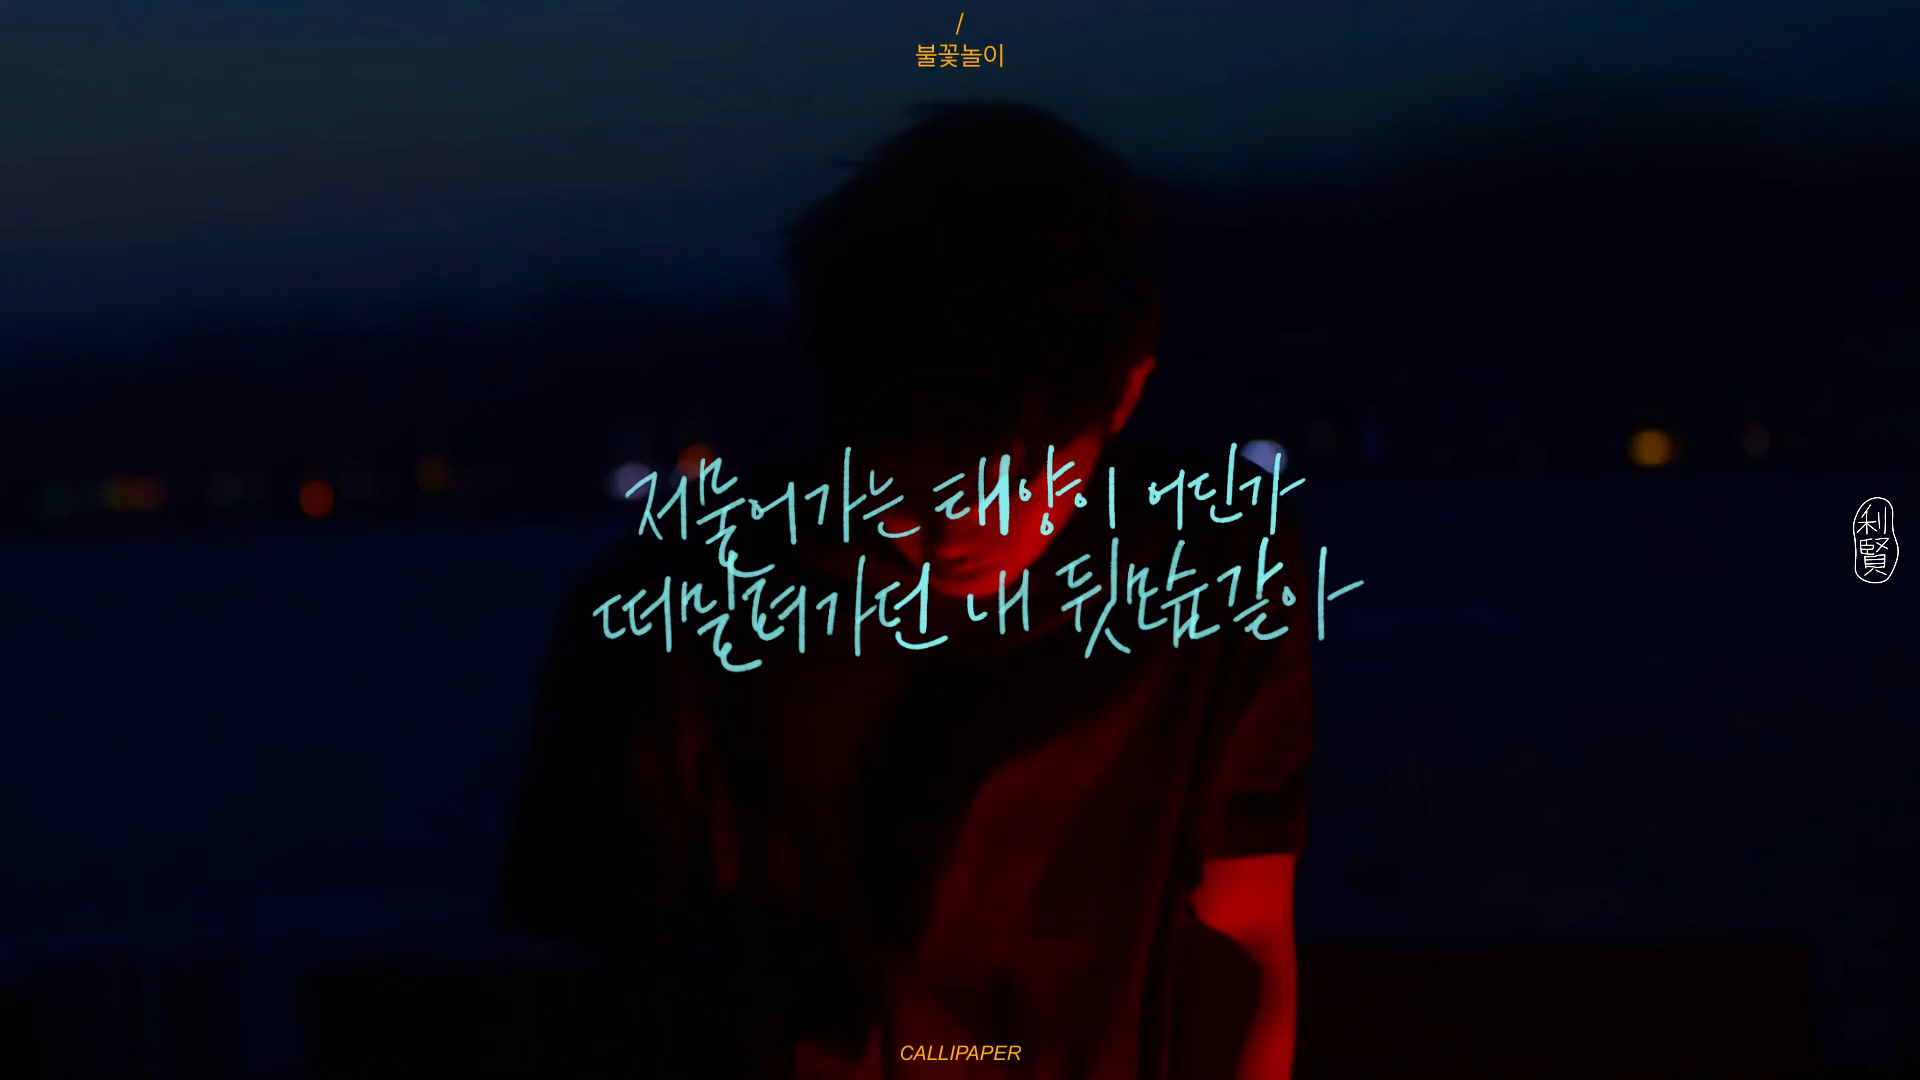 /
불꽃놀이
저물어가는 태양이 어딘가
떠밀려가던 내 뒷모습같아
利
賢
CALLIPAPER